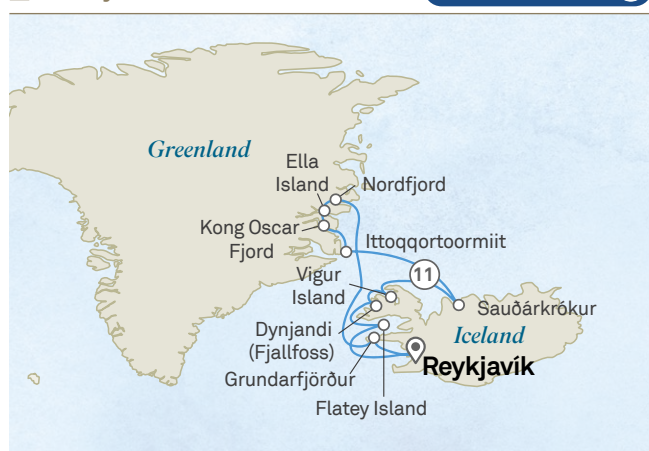 Greenland
Ella
Island
Nordfjord
Kong Oscar
Fjord
Ittoqqortoormiit
Vigur
Island
11
Sauðárkrókur
Dynjandi
(Fjallfoss)
Iceland
Reykjavík
Grundarfjörður
Flatey Island